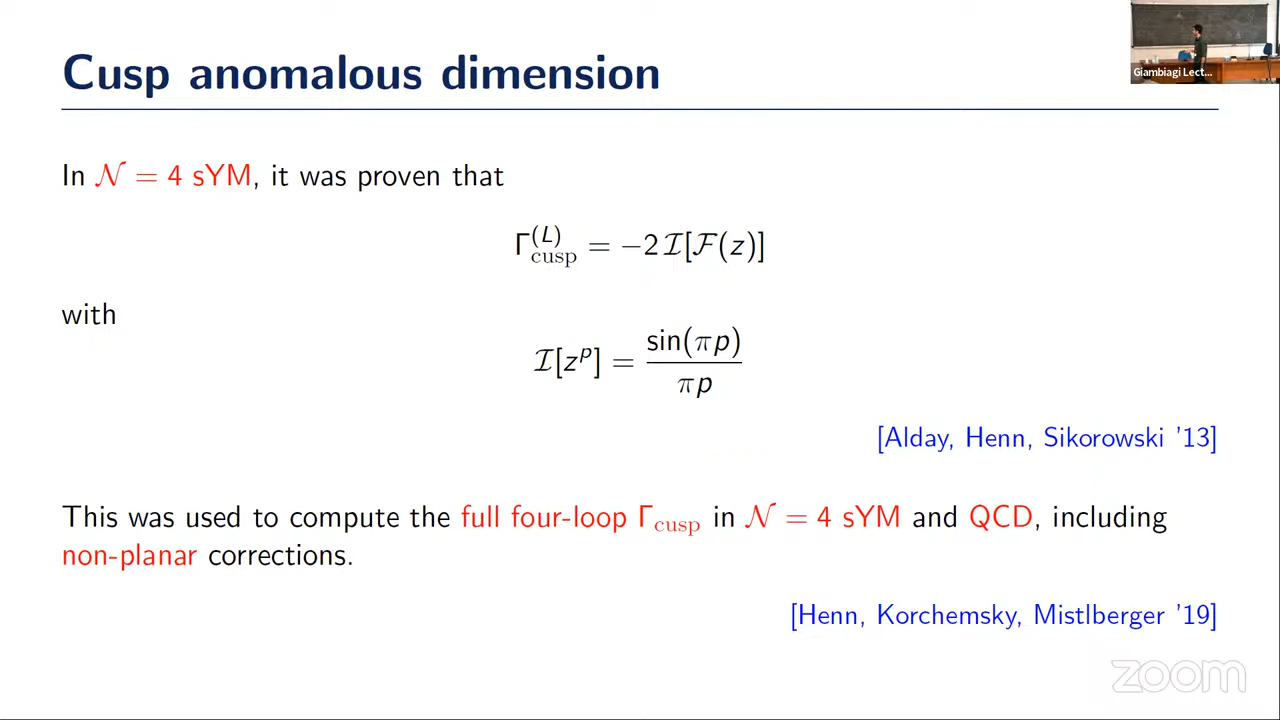 Cusp anomalous dimension
Giambiagi Lect...
In 𝒩 = 4 sYM, it was proven that
Γ_cusp^(L) = −2 ℐ[ℱ(z)]
with
ℐ[z^p] = sin(πp) / πp
[Alday, Henn, Sikorowski '13]
This was used to compute the full four-loop Γ_cusp in 𝒩 = 4 sYM and QCD, including
non-planar corrections.
[Henn, Korchemsky, Mistlberger '19]
zoom